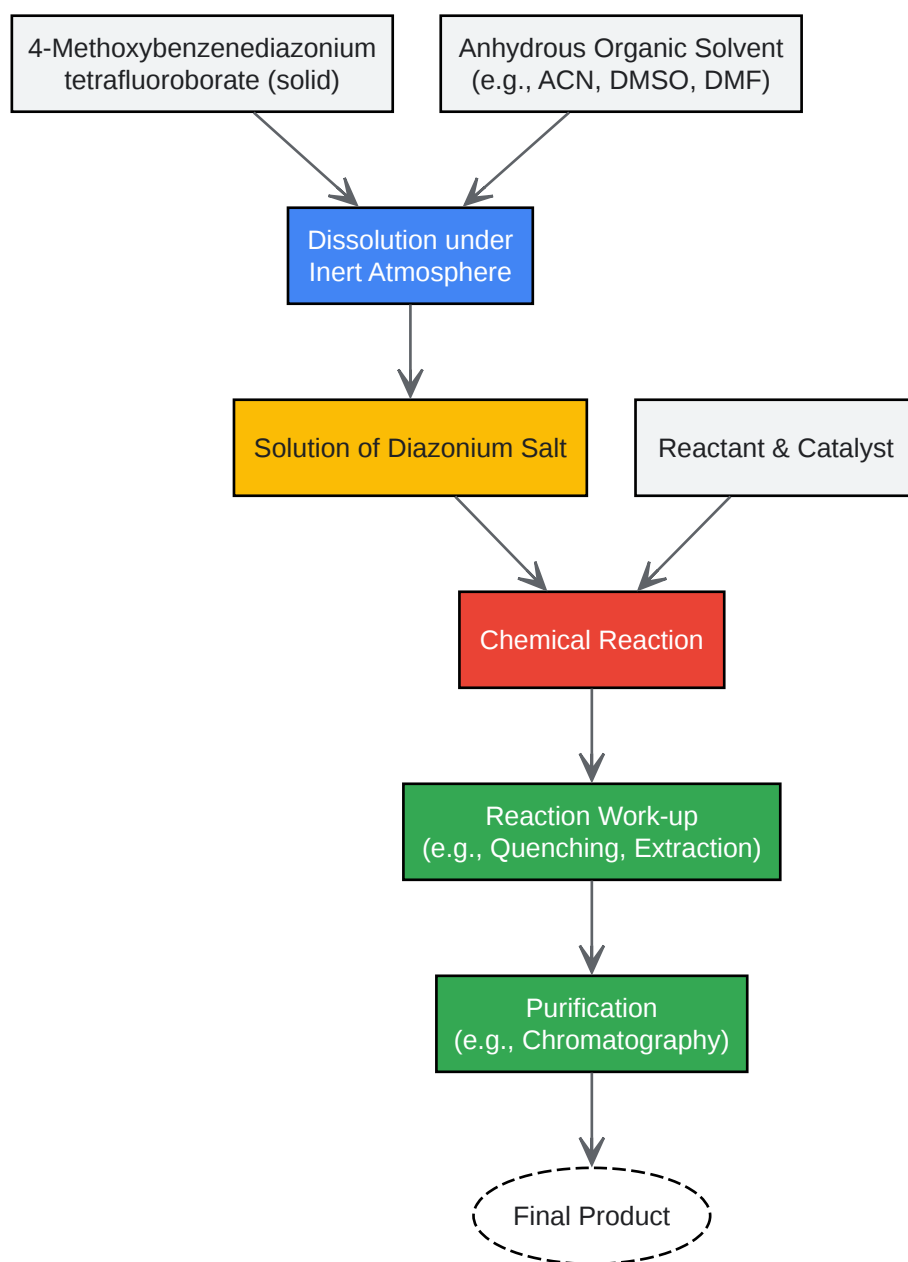 4-Methoxybenzenediazonium
tetrafluoroborate (solid)
Anhydrous Organic Solvent
(e.g., ACN, DMSO, DMF)
Dissolution under
Inert Atmosphere
Solution of Diazonium Salt
Reactant & Catalyst
Chemical Reaction
Reaction Work-up
(e.g., Quenching, Extraction)
Purification
(e.g., Chromatography)
Final Product